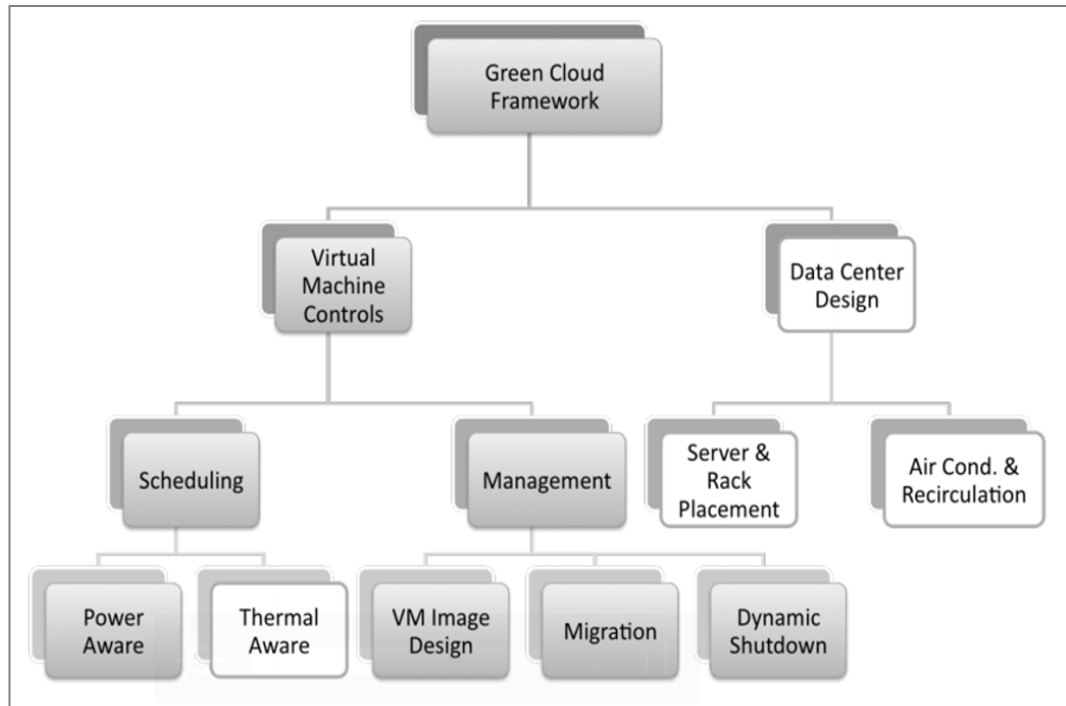 Green Cloud
Framework
Virtual
Machine
Controls
Data Center
Design
Scheduling
Management
Server &
Rack
Placement
Air Cond. &
Recirculation
Power
Aware
Thermal
Aware
VM Image
Design
Migration
Dynamic
Shutdown